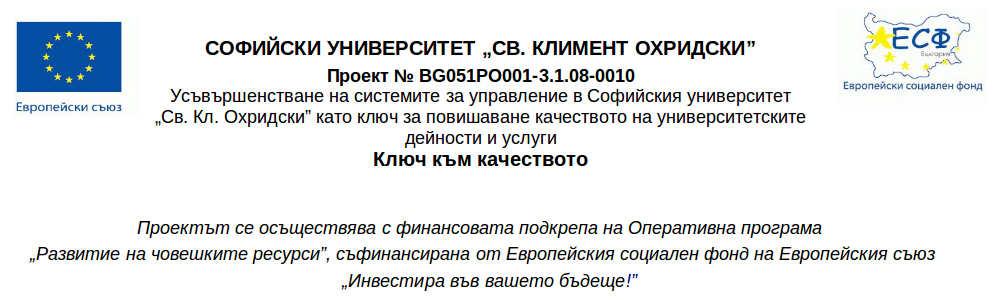 СОФИЙСКИ УНИВЕРСИТЕТ „СВ. КЛИМЕНТ ОХРИДСКИ”
Проект № BG051PO001-3.1.08-0010
Усъвършенстване на системите за управление в Софийския университет
„Св. Кл. Охридски” като ключ за повишаване качеството на университетските
дейности и услуги
Ключ към качеството
Европейски съюз
ЕСФ
България
Европейски социален фонд
Проектът се осъществява с финансовата подкрепа на Оперативна програма
„Развитие на човешките ресурси”, съфинансирана от Европейския социален фонд на Европейския съюз
„Инвестира във вашето бъдеще!”